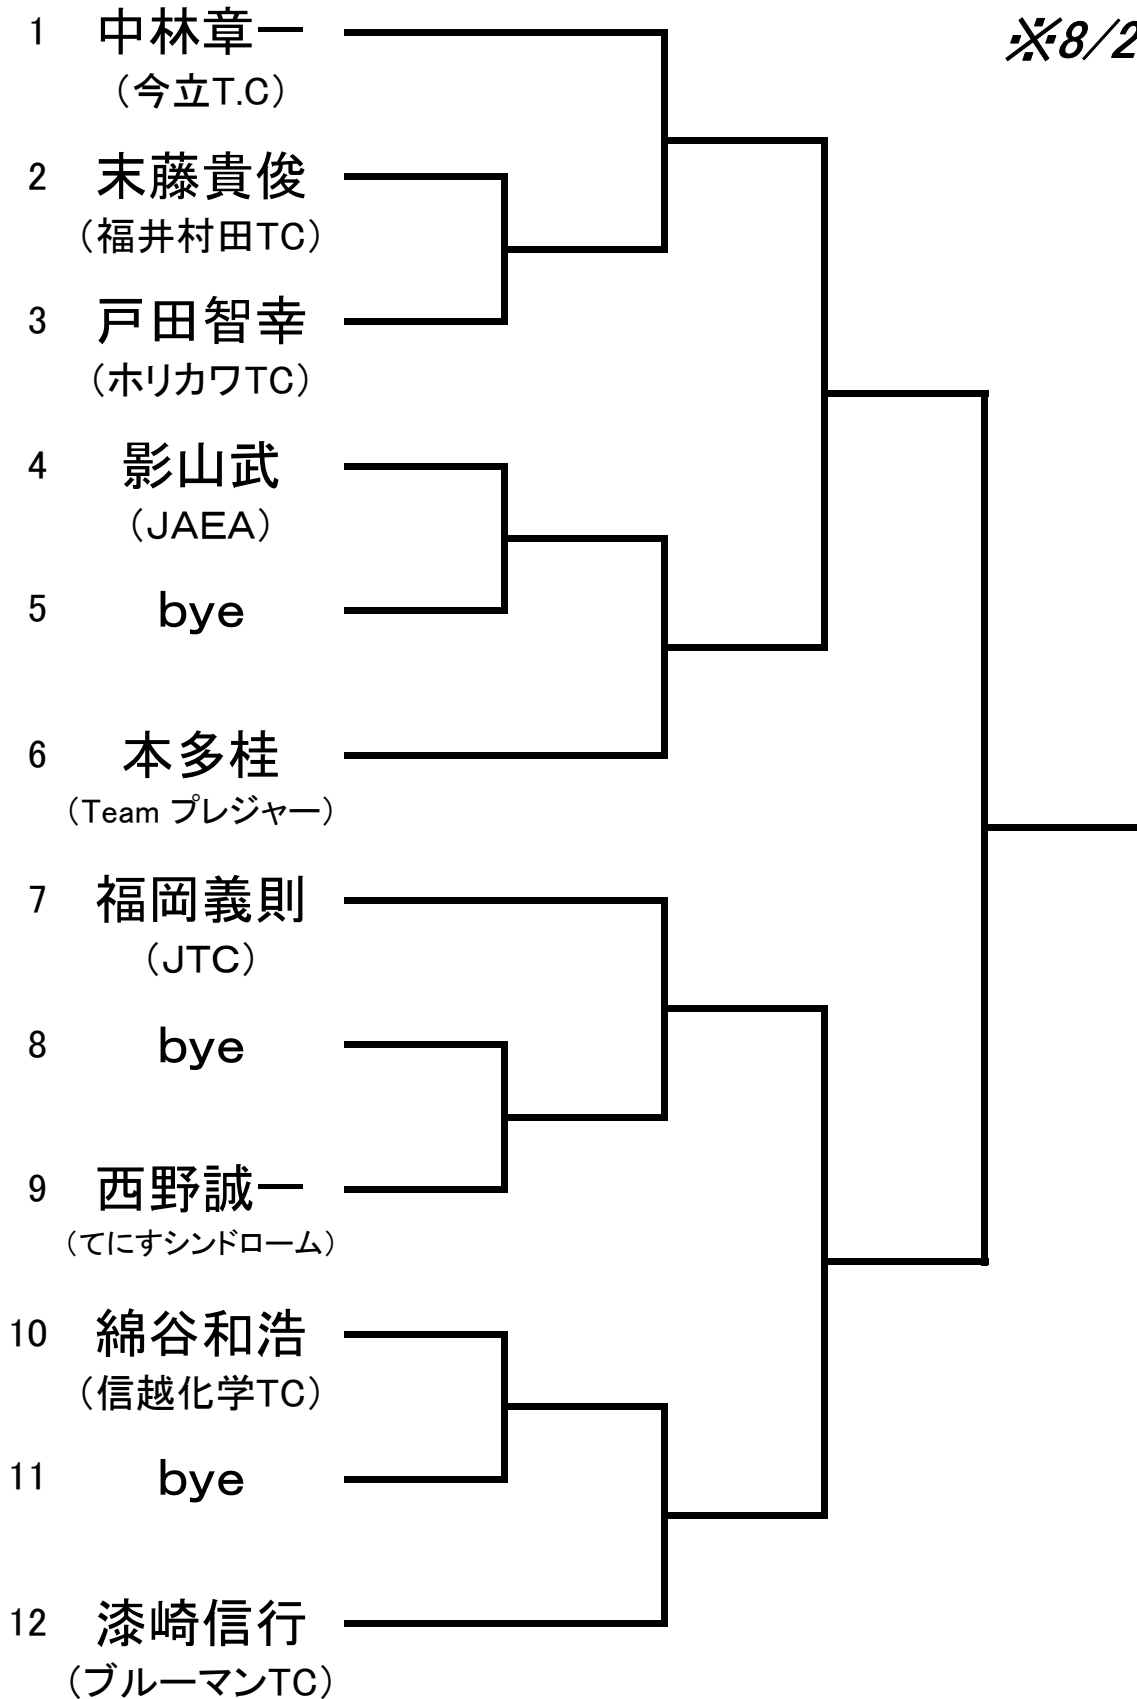 ※8/2
1 中林章一
（今立T.C）
2 末藤貴俊
（福井村田TC）
3 戸田智幸
（ホリカワTC）
4 影山武
（JAEA）
5 bye
6 本多桂
（Team プレジャー）
7 福岡義則
（JTC）
8 bye
9 西野誠一
（てにすシンドローム）
10 綿谷和浩
（信越化学TC）
11 bye
12 漆崎信行
（ブルーマンTC）